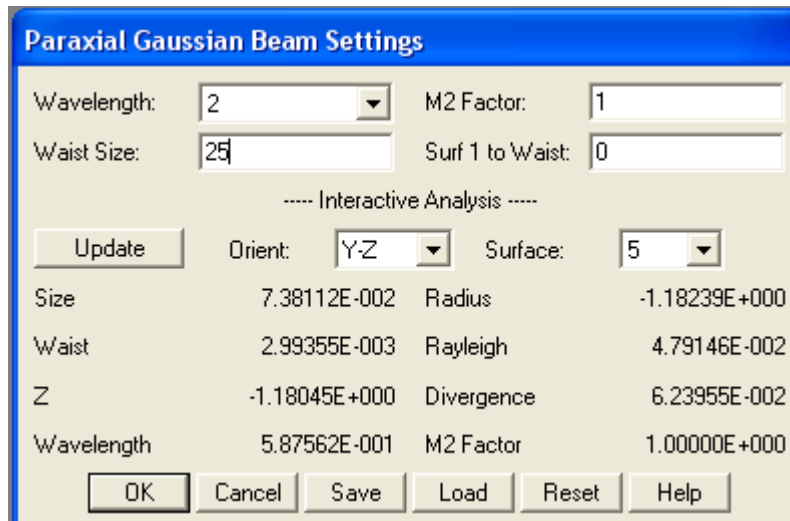 Paraxial Gaussian Beam Settings
Wavelength: 2 M2 Factor: 1
Waist Size: 25 Surf 1 to Waist: 0
----- Interactive Analysis -----
Update Orient: Y-Z Surface: 5
Size 7.38112E-002 Radius -1.18239E+000
Waist 2.99355E-003 Rayleigh 4.79146E-002
Z -1.18045E+000 Divergence 6.23955E-002
Wavelength 5.87562E-001 M2 Factor 1.00000E+000
OK Cancel Save Load Reset Help